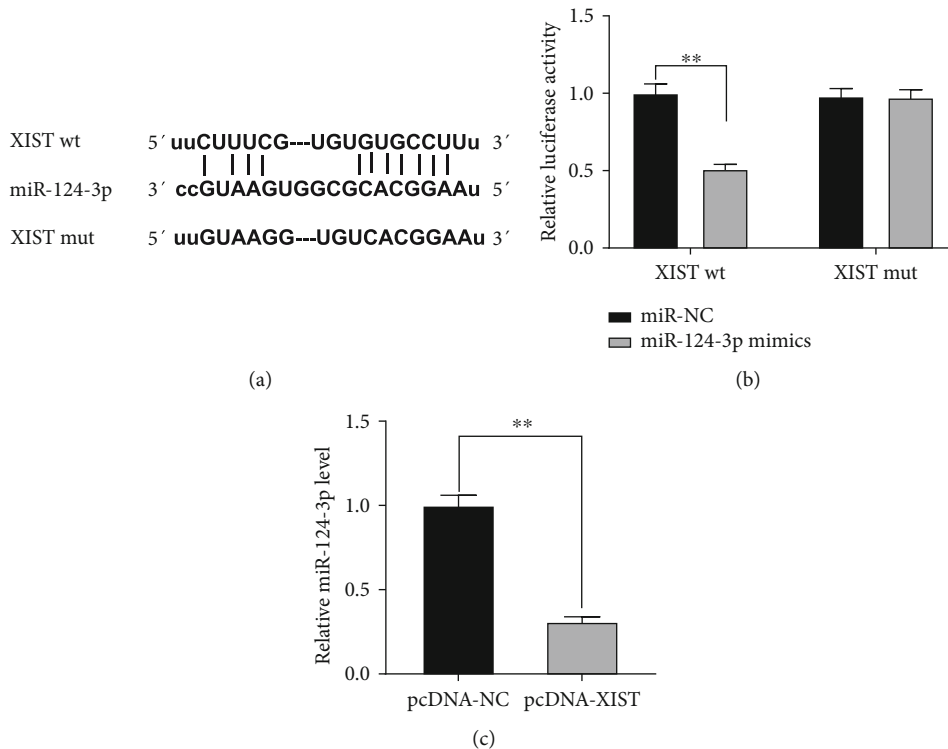 XIST wt 5′ uuCUUUCG---UGUGUGCCUUu 3′
miR-124-3p 3′ ccGUAAGUGGCGCACGGAAu 5′
XIST mut 5′ uuGUAAGG---UGUCACGGAAu 3′
(a)
Relative luciferase activity
1.5
1.0
0.5
0.0
**
XIST wt XIST mut
miR-NC
miR-124-3p mimics
(b)
Relative miR-124-3p level
1.5
1.0
0.5
0.0
**
pcDNA-NC pcDNA-XIST
(c)